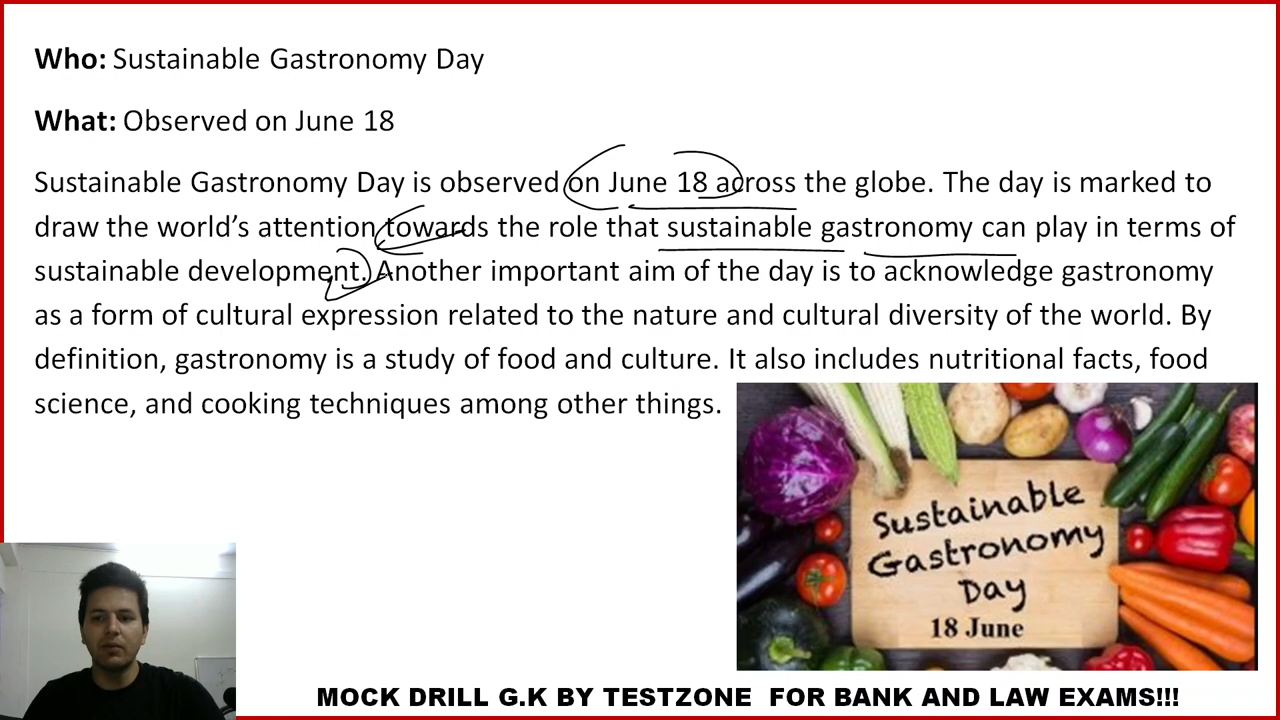 Who: Sustainable Gastronomy Day
What: Observed on June 18
Sustainable Gastronomy Day is observed on June 18 across the globe. The day is marked to
draw the world’s attention towards the role that sustainable gastronomy can play in terms of
sustainable development. Another important aim of the day is to acknowledge gastronomy
as a form of cultural expression related to the nature and cultural diversity of the world. By
definition, gastronomy is a study of food and culture. It also includes nutritional facts, food
science, and cooking techniques among other things.
Sustainable
Gastronomy
Day
18 June
MOCK DRILL G.K BY TESTZONE FOR BANK AND LAW EXAMS!!!